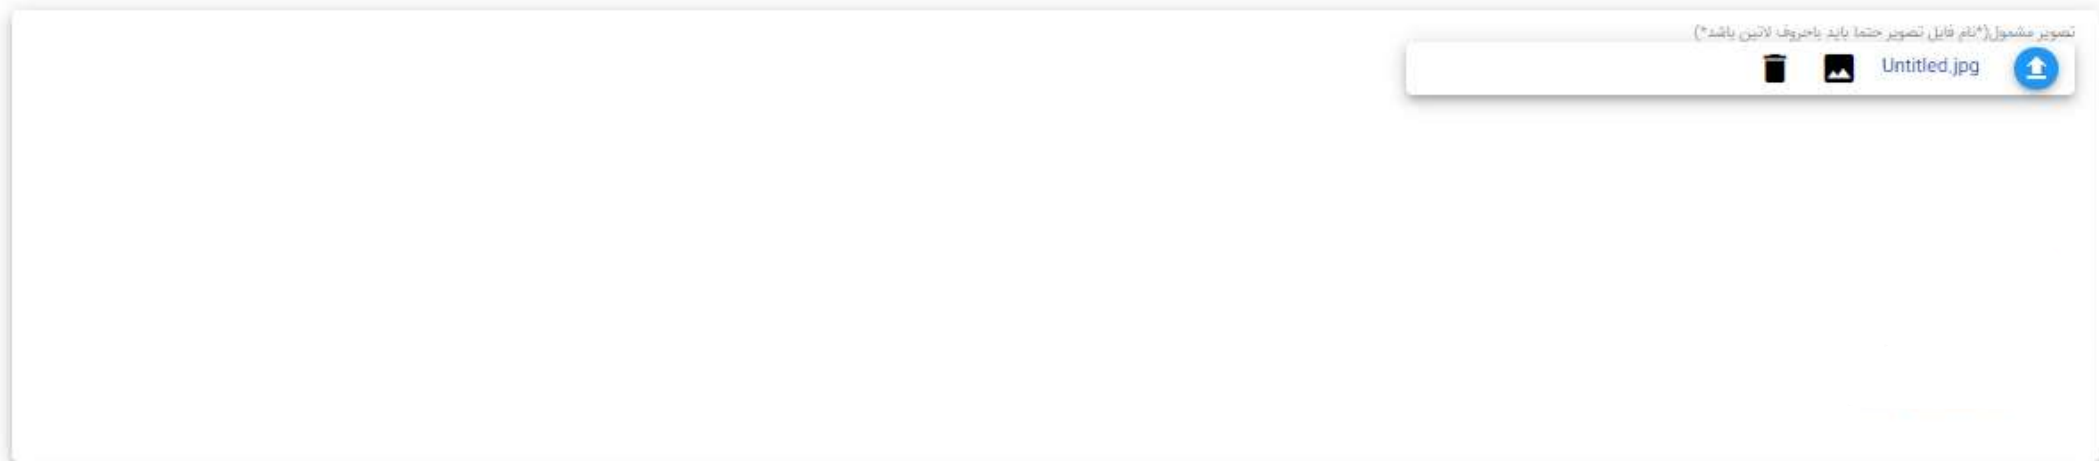 تصویر مشمول(*نام فایل تصویر حتما باید باحروف لاتین باشد*)
Untitled.jpg